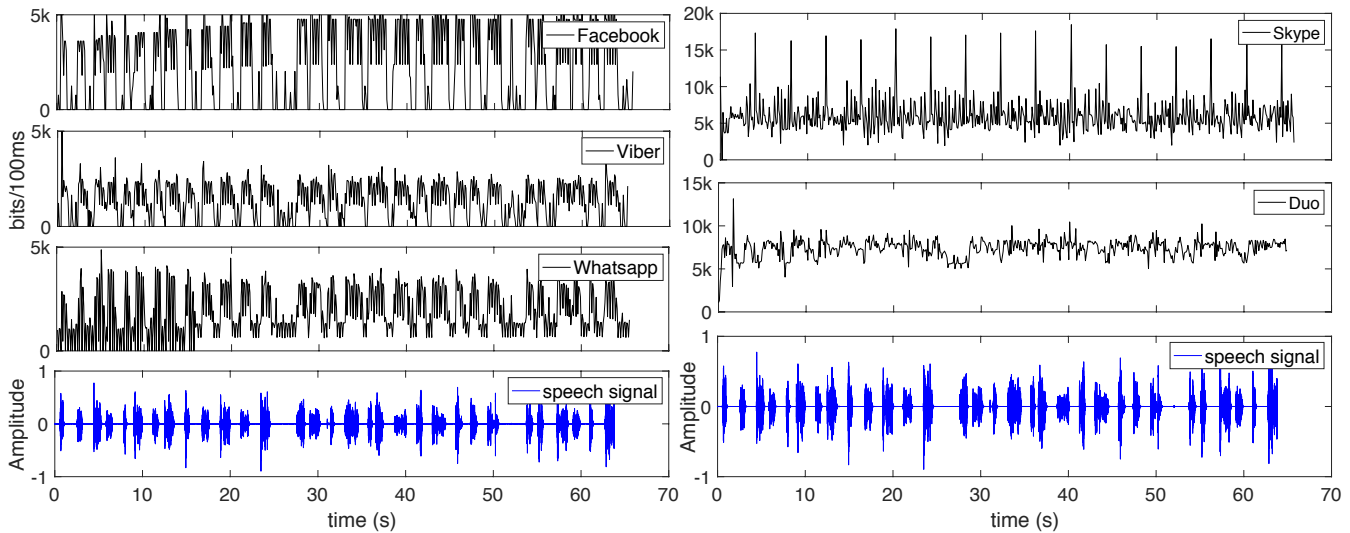 5k
Facebook
0
5k
Viber
0
bits/100ms
5k
Whatsapp
0
1
speech signal
0
-1
Amplitude
0 10 20 30 40 50 60 70
time (s)
20k
Skype
15k
10k
5k
0
15k
Duo
10k
5k
0
1
speech signal
0
-1
Amplitude
0 10 20 30 40 50 60 70
time (s)